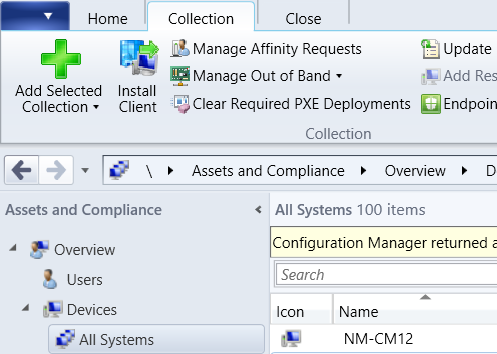 Home Collection Close
Add Selected Collection
Install Client
Manage Affinity Requests
Manage Out of Band
Clear Required PXE Deployments
Update
Add Res
Endpoin
Collection
\ Assets and Compliance Overview D
Assets and Compliance
Overview
Users
Devices
All Systems
All Systems 100 items
Configuration Manager returned a
Search
Icon Name
NM-CM12